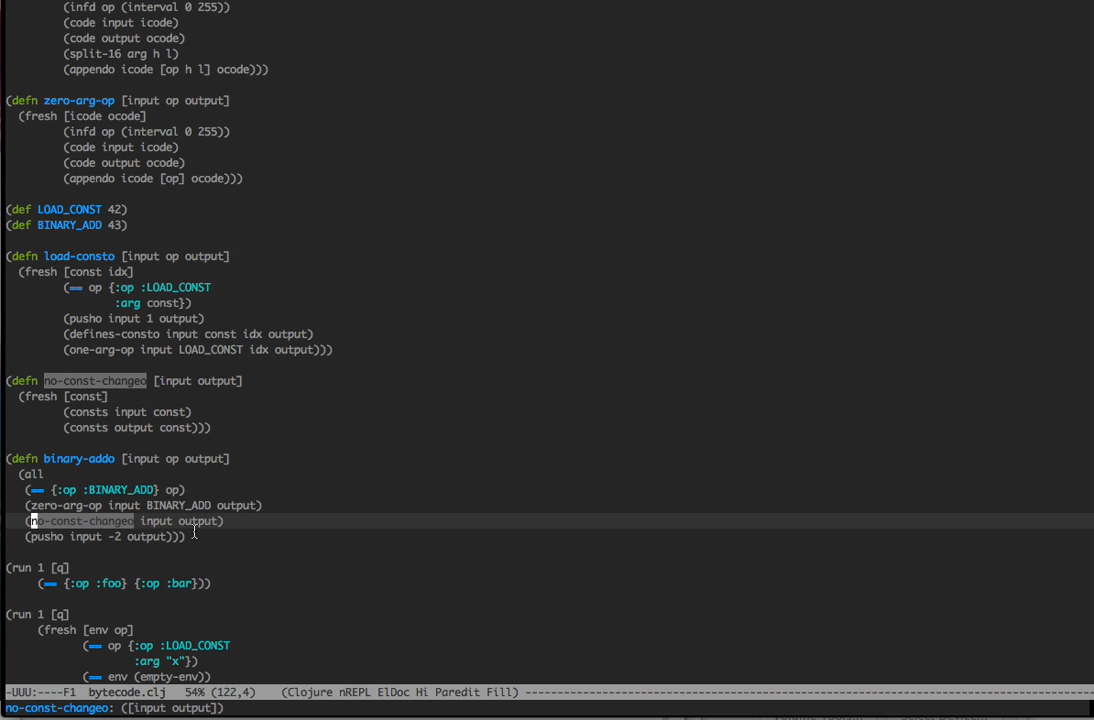 (infd op (interval 0 255))
(code input icode)
(code output ocode)
(split-16 arg h l)
(appendo icode [op h l] ocode)))
(defn zero-arg-op [input op output]
(fresh [icode ocode]
(infd op (interval 0 255))
(code input icode)
(code output ocode)
(appendo icode [op] ocode)))
(def LOAD_CONST 42)
(def BINARY_ADD 43)
(defn load-consto [input op output]
(fresh [const idx]
(== op {:op :LOAD_CONST
:arg const})
(pusho input 1 output)
(defines-consto input const idx output)
(one-arg-op input LOAD_CONST idx output)))
(defn no-const-changeo [input output]
(fresh [const]
(consts input const)
(consts output const)))
(defn binary-addo [input op output]
(all
(== {:op :BINARY_ADD} op)
(zero-arg-op input BINARY_ADD output)
(no-const-changeo input output)
(pusho input -2 output)))
(run 1 [q]
(== {:op :foo} {:op :bar}))
(run 1 [q]
(fresh [env op]
(== op {:op :LOAD_CONST
:arg "x"})
(== env (empty-env))
-UUU:----F1  bytecode.clj   54% (122,4)    (Clojure nREPL ElDoc Hi Paredit Fill) ----------------------------------------
no-const-changeo: ([input output])